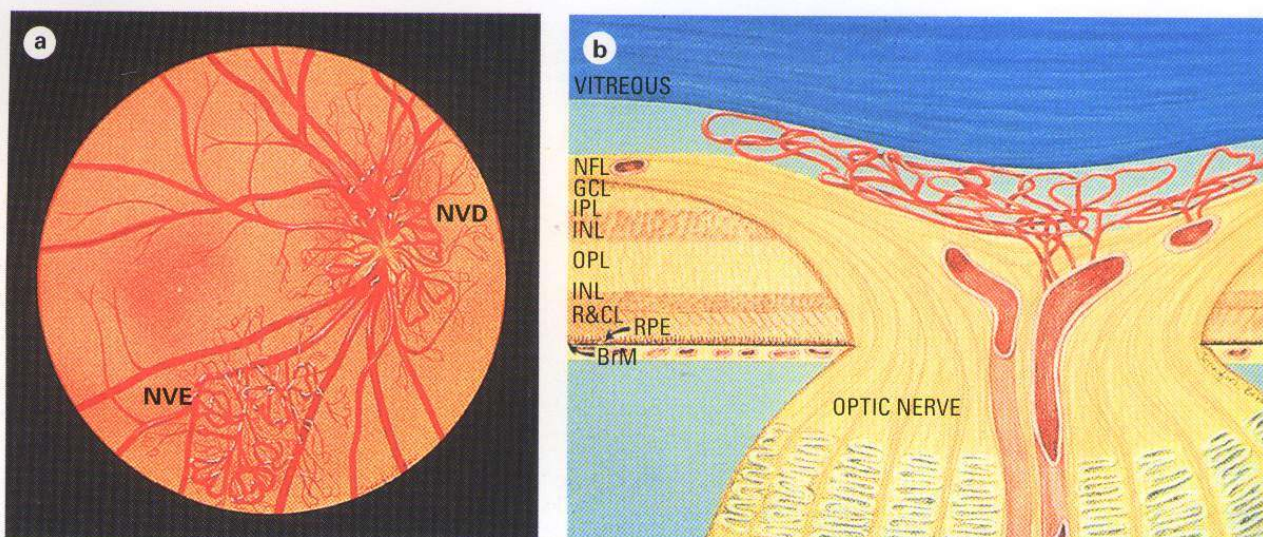 a
NVD
NVE
b
VITREOUS
NFL
GCL
IPL
INL
OPL
INL
R&CL
RPE
BrM
OPTIC NERVE